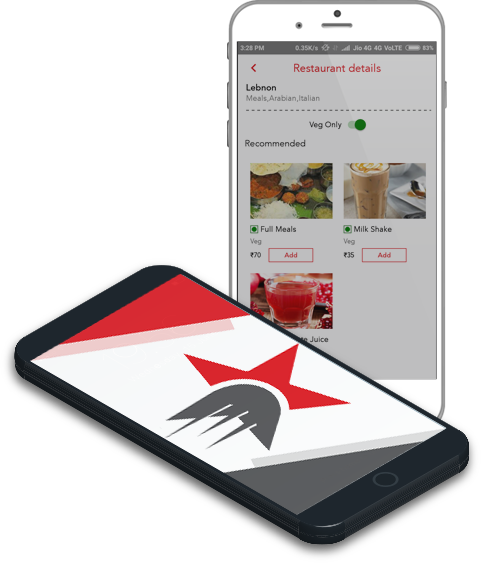 3:28 PM 0.35K/s Jio 4G 4G VoLTE 83%
Restaurant details
Lebnon
Meals,Arabian,Italian
Veg Only
Recommended
Full Meals Milk Shake
Veg Veg
₹70 Add ₹35 Add
Juice